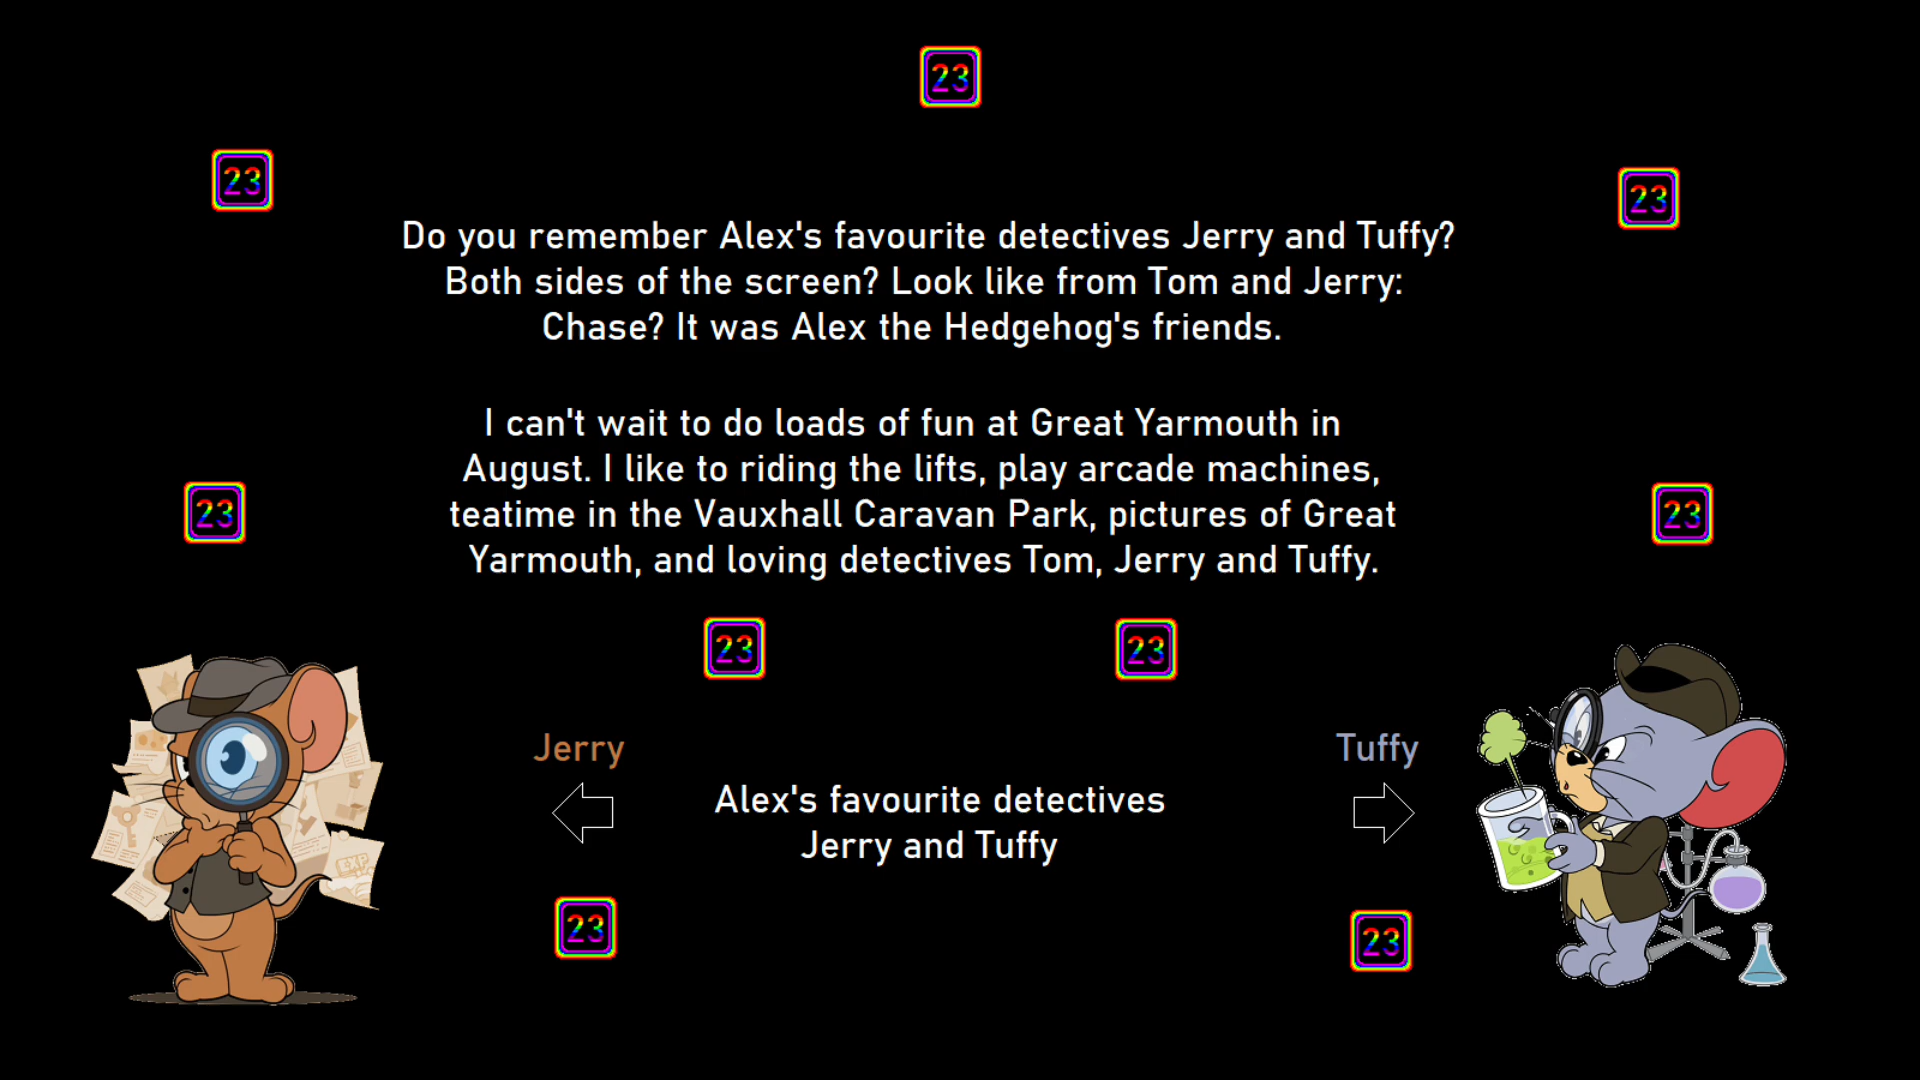 23
23
23
Do you remember Alex's favourite detectives Jerry and Tuffy?
Both sides of the screen? Look like from Tom and Jerry:
Chase? It was Alex the Hedgehog's friends.
I can't wait to do loads of fun at Great Yarmouth in
August. I like to riding the lifts, play arcade machines,
teatime in the Vauxhall Caravan Park, pictures of Great
Yarmouth, and loving detectives Tom, Jerry and Tuffy.
23
23
23
23
Jerry
Tuffy
Alex's favourite detectives
Jerry and Tuffy
EXP
23
23